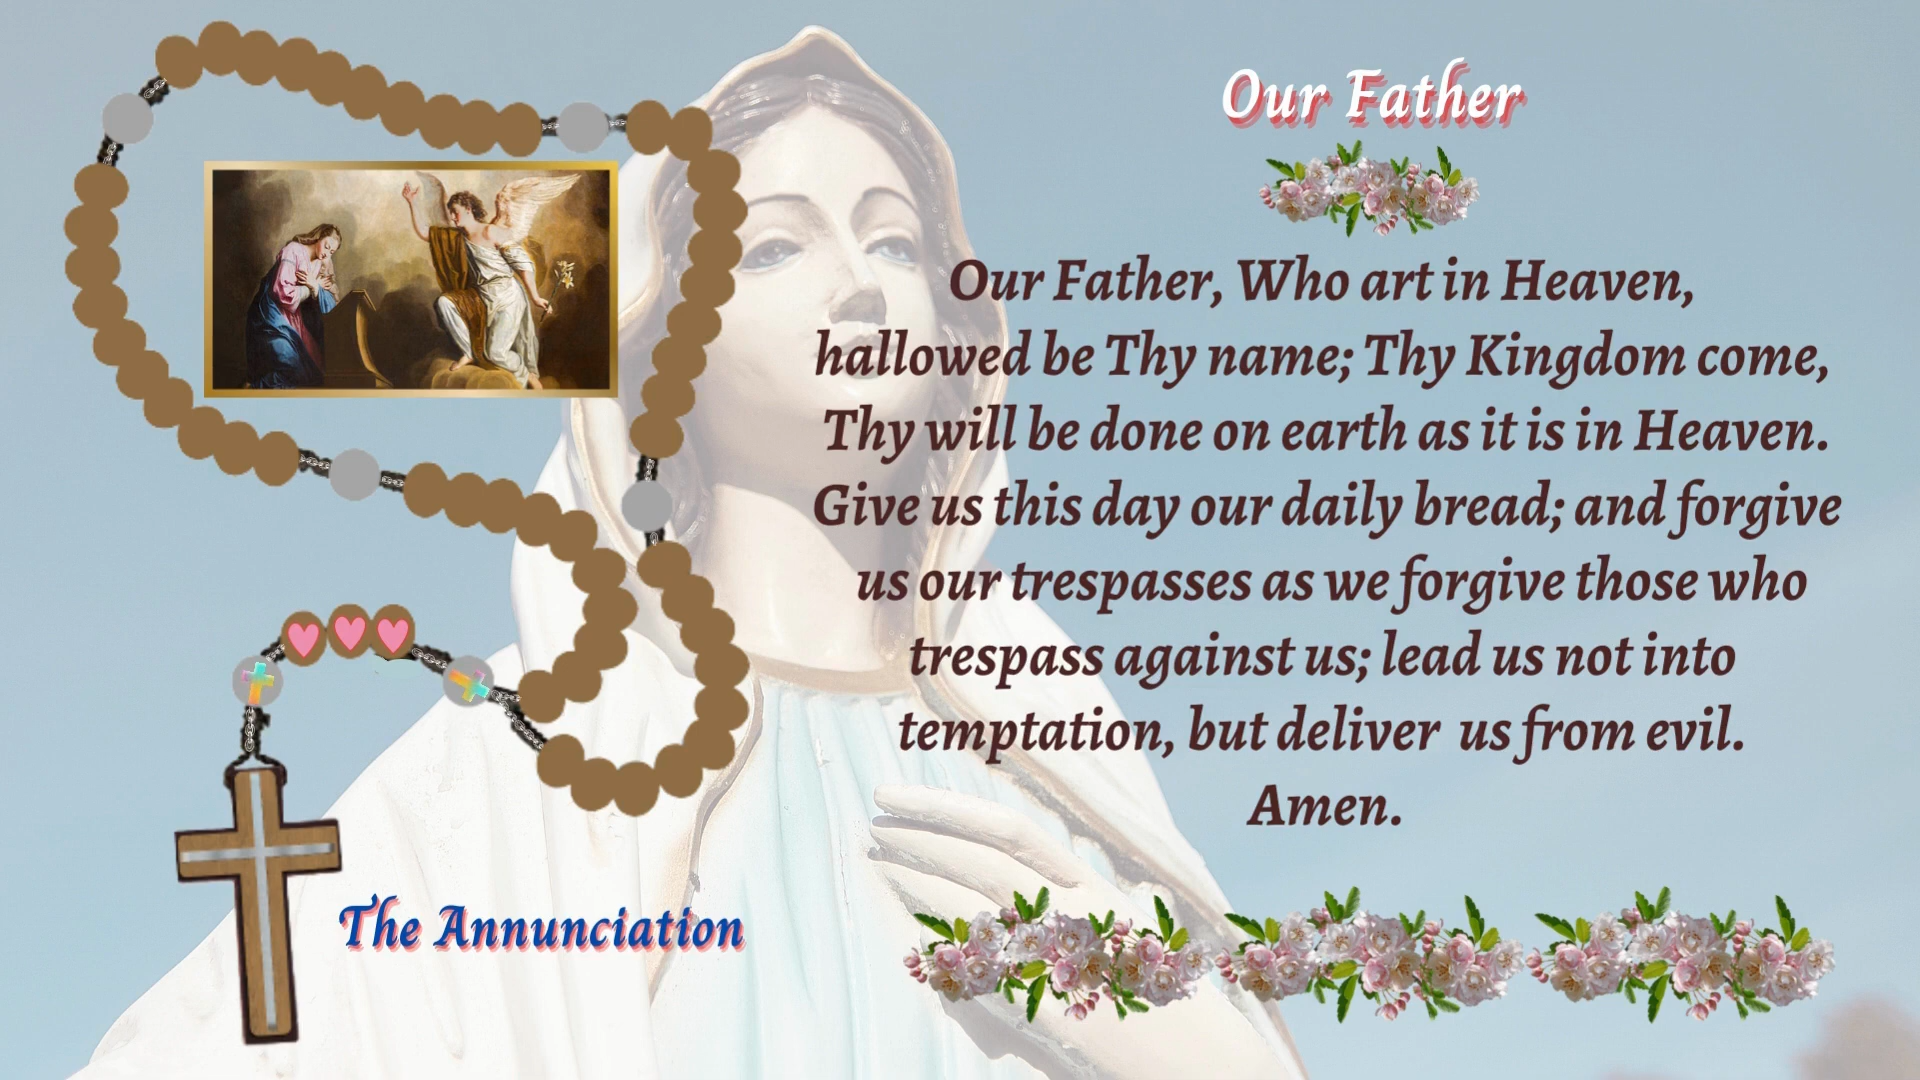 Our Father
Our Father, Who art in Heaven,
hallowed be Thy name; Thy Kingdom come,
Thy will be done on earth as it is in Heaven.
Give us this day our daily bread; and forgive
us our trespasses as we forgive those who
trespass against us; lead us not into
temptation, but deliver us from evil.
Amen.
The Annunciation